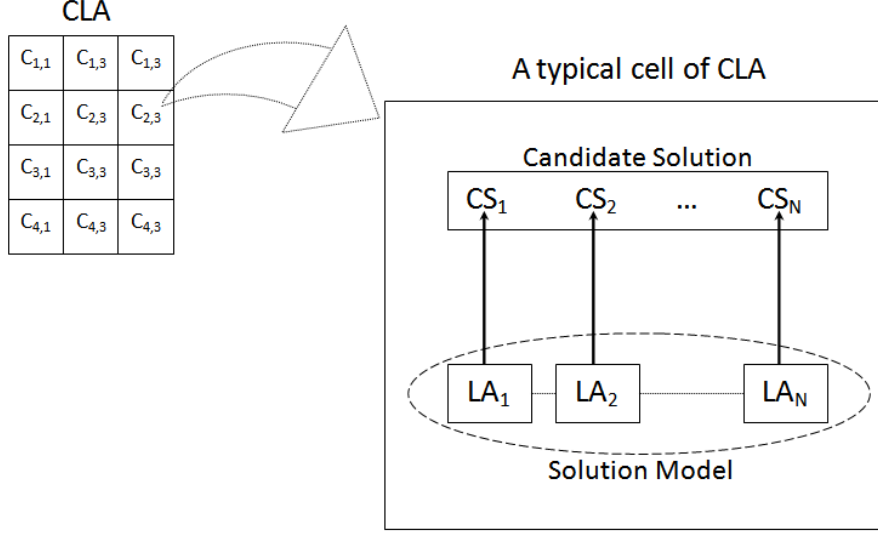 CLA
C1,1 C1,3 C1,3
C2,1 C2,3 C2,3
C3,1 C3,3 C3,3
C4,1 C4,3 C4,3
A typical cell of CLA
Candidate Solution
CS1 CS2 ... CSN
LA1 LA2 LAN
Solution Model